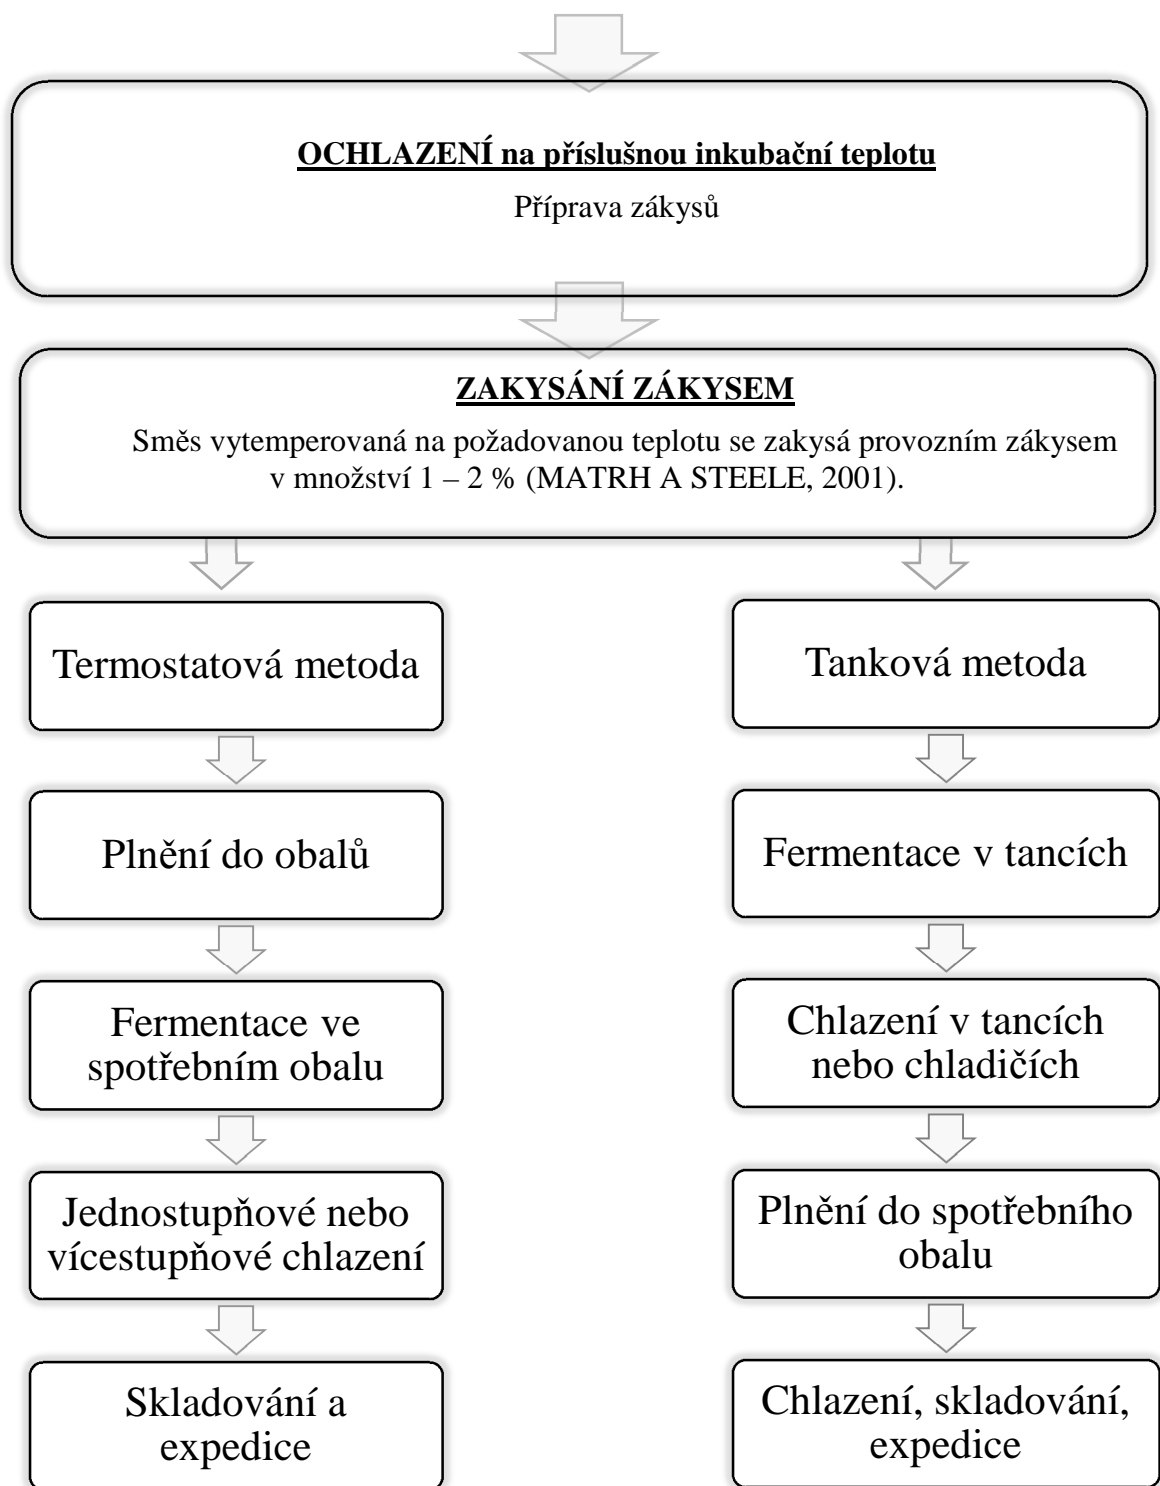 OCHLAZENÍ na příslušnou inkubační teplotu
Příprava zákysů
ZAKYSÁNÍ ZÁKYSEM
Směs vytemperovaná na požadovanou teplotu se zakysá provozním zákysem
v množství 1 – 2 % (MATRH A STEELE, 2001).
Termostatová metoda
Plnění do obalů
Fermentace ve
spotřebním obalu
Jednostupňové nebo
vícestupňové chlazení
Skladování a
expedice
Tanková metoda
Fermentace v tancích
Chlazení v tancích
nebo chladičích
Plnění do spotřebního
obalu
Chlazení, skladování,
expedice